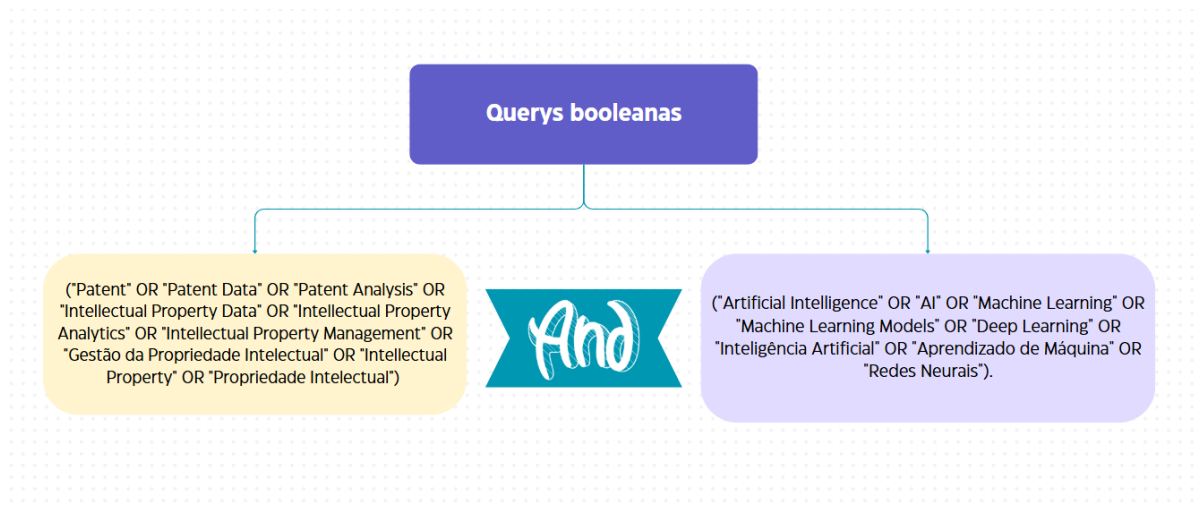 Querys booleanas
("Patent" OR "Patent Data" OR "Patent Analysis" OR
"Intellectual Property Data" OR "Intellectual Property
Analytics" OR "Intellectual Property Management" OR
"Gestão da Propriedade Intelectual" OR "Intellectual
Property" OR "Propriedade Intelectual")
And
("Artificial Intelligence" OR "AI" OR "Machine Learning" OR
"Machine Learning Models" OR "Deep Learning" OR
"Inteligência Artificial" OR "Aprendizado de Máquina" OR
"Redes Neurais").